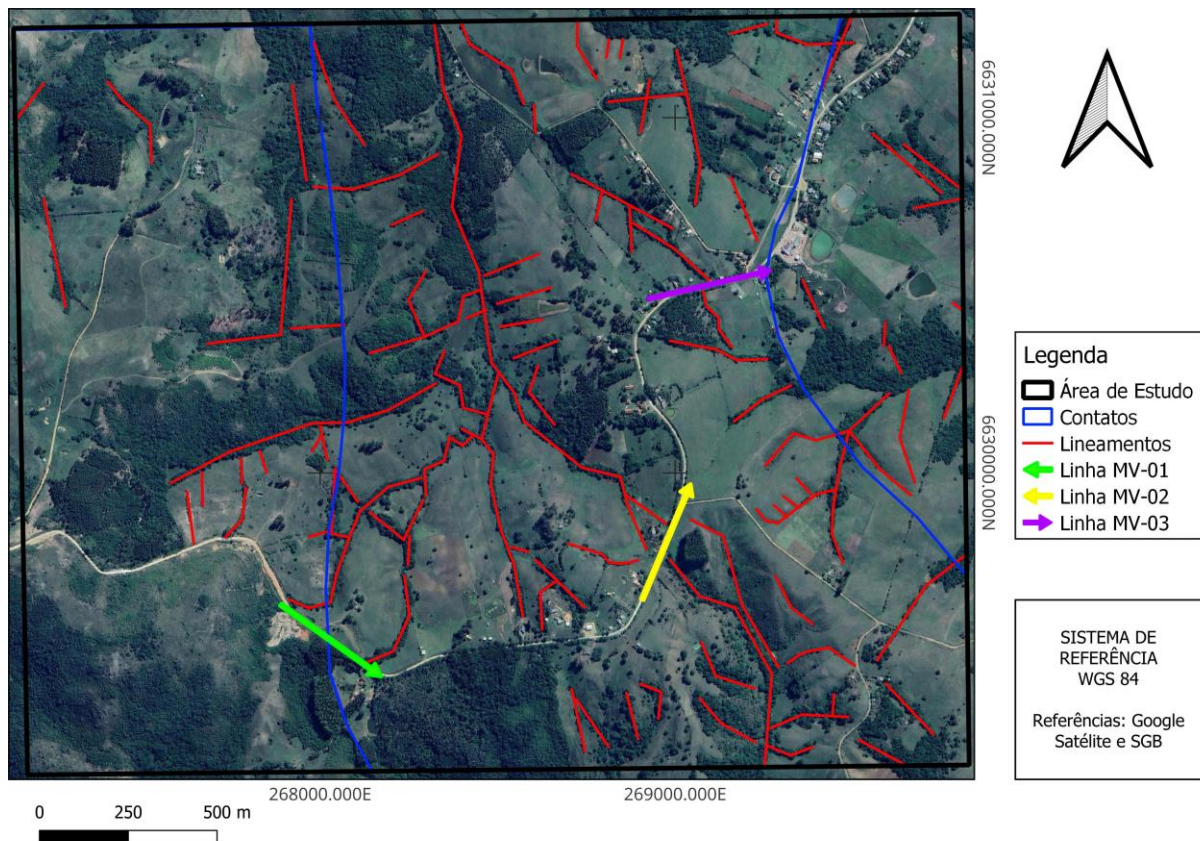 6631000.000N
6630000.000N
268000.000E
269000.000E
0 250 500 m
Legenda
Área de Estudo
Contatos
Lineamentos
Linha MV-01
Linha MV-02
Linha MV-03
SISTEMA DE
REFERÊNCIA
WGS 84
Referências: Google
Satélite e SGB